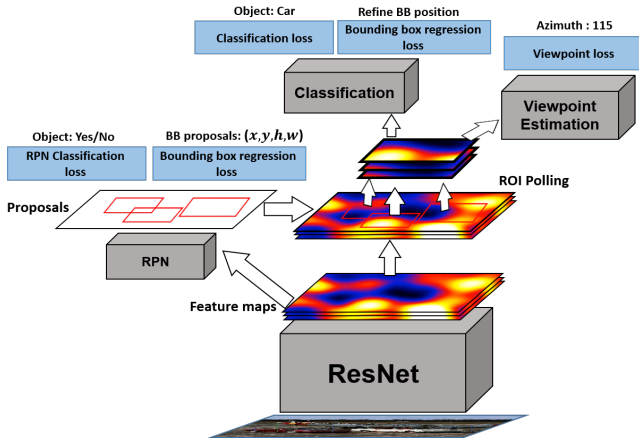 Object: Car
Refine BB position
Azimuth : 115
Classification loss
Bounding box regression
loss
Viewpoint loss
Classification
Viewpoint
Estimation
Object: Yes/No
BB proposals: (x,y,h,w)
RPN Classification
loss
Bounding box regression
loss
ROI Polling
Proposals
RPN
Feature maps
ResNet